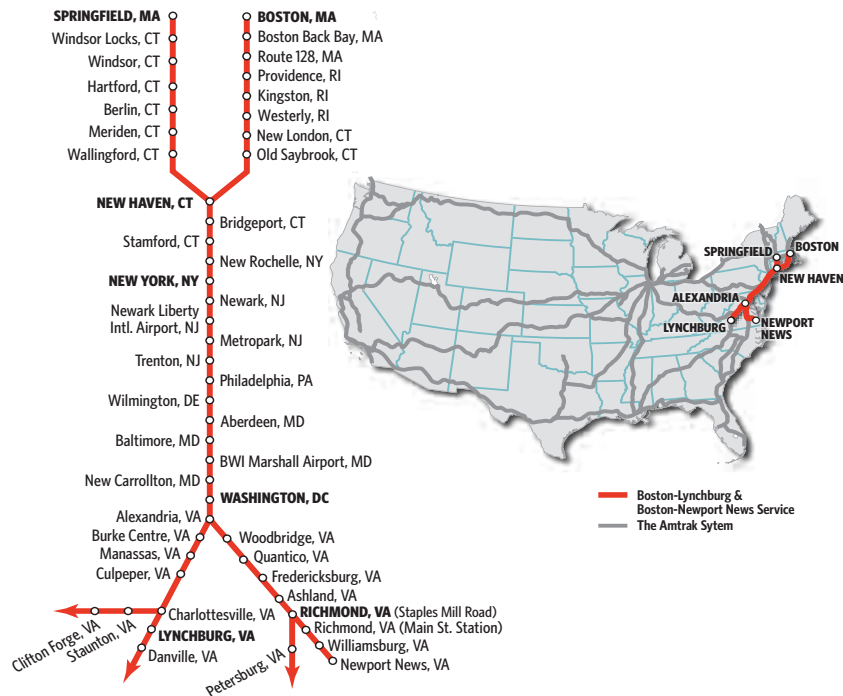 SPRINGFIELD, MA
Windsor Locks, CT
Windsor, CT
Hartford, CT
Berlin, CT
Meriden, CT
Wallingford, CT
BOSTON, MA
Boston Back Bay, MA
Route 128, MA
Providence, RI
Kingston, RI
Westerly, RI
New London, CT
Old Saybrook, CT
NEW HAVEN, CT
Bridgeport, CT
Stamford, CT
New Rochelle, NY
NEW YORK, NY
Newark, NJ
Newark Liberty
Intl. Airport, NJ
Metropark, NJ
Trenton, NJ
Philadelphia, PA
Wilmington, DE
Aberdeen, MD
Baltimore, MD
BWI Marshall Airport, MD
New Carrollton, MD
WASHINGTON, DC
Alexandria, VA
Burke Centre, VA
Manassas, VA
Culpeper, VA
Charlottesville, VA
Staunton, VA
Clifton Forge, VA
LYNCHBURG, VA
Danville, VA
Woodbridge, VA
Quantico, VA
Fredericksburg, VA
Ashland, VA
RICHMOND, VA (Staples Mill Road)
Richmond, VA (Main St. Station)
Williamsburg, VA
Newport News, VA
Petersburg, VA
SPRINGFIELD
BOSTON
NEW HAVEN
ALEXANDRIA
LYNCHBURG
NEWPORT
NEWS
Boston-Lynchburg &
Boston-Newport News Service
The Amtrak Sytem